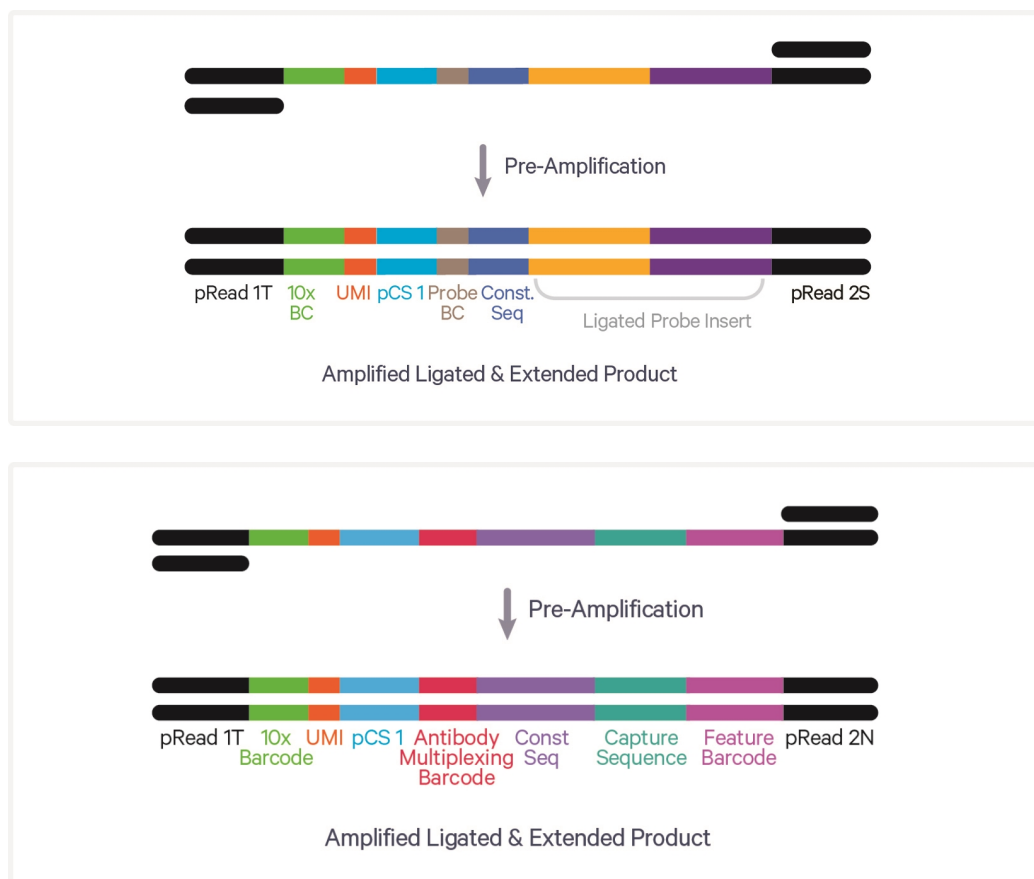 Pre-Amplification
pRead 1T 10x UMI pCS 1 Probe Const. pRead 2S
BC BC Seq
Ligated Probe Insert
Amplified Ligated & Extended Product
Pre-Amplification
pRead 1T 10x UMI pCS 1 Antibody Const Capture Feature pRead 2N
Barcode Multiplexing Seq Sequence Barcode
Barcode
Amplified Ligated & Extended Product